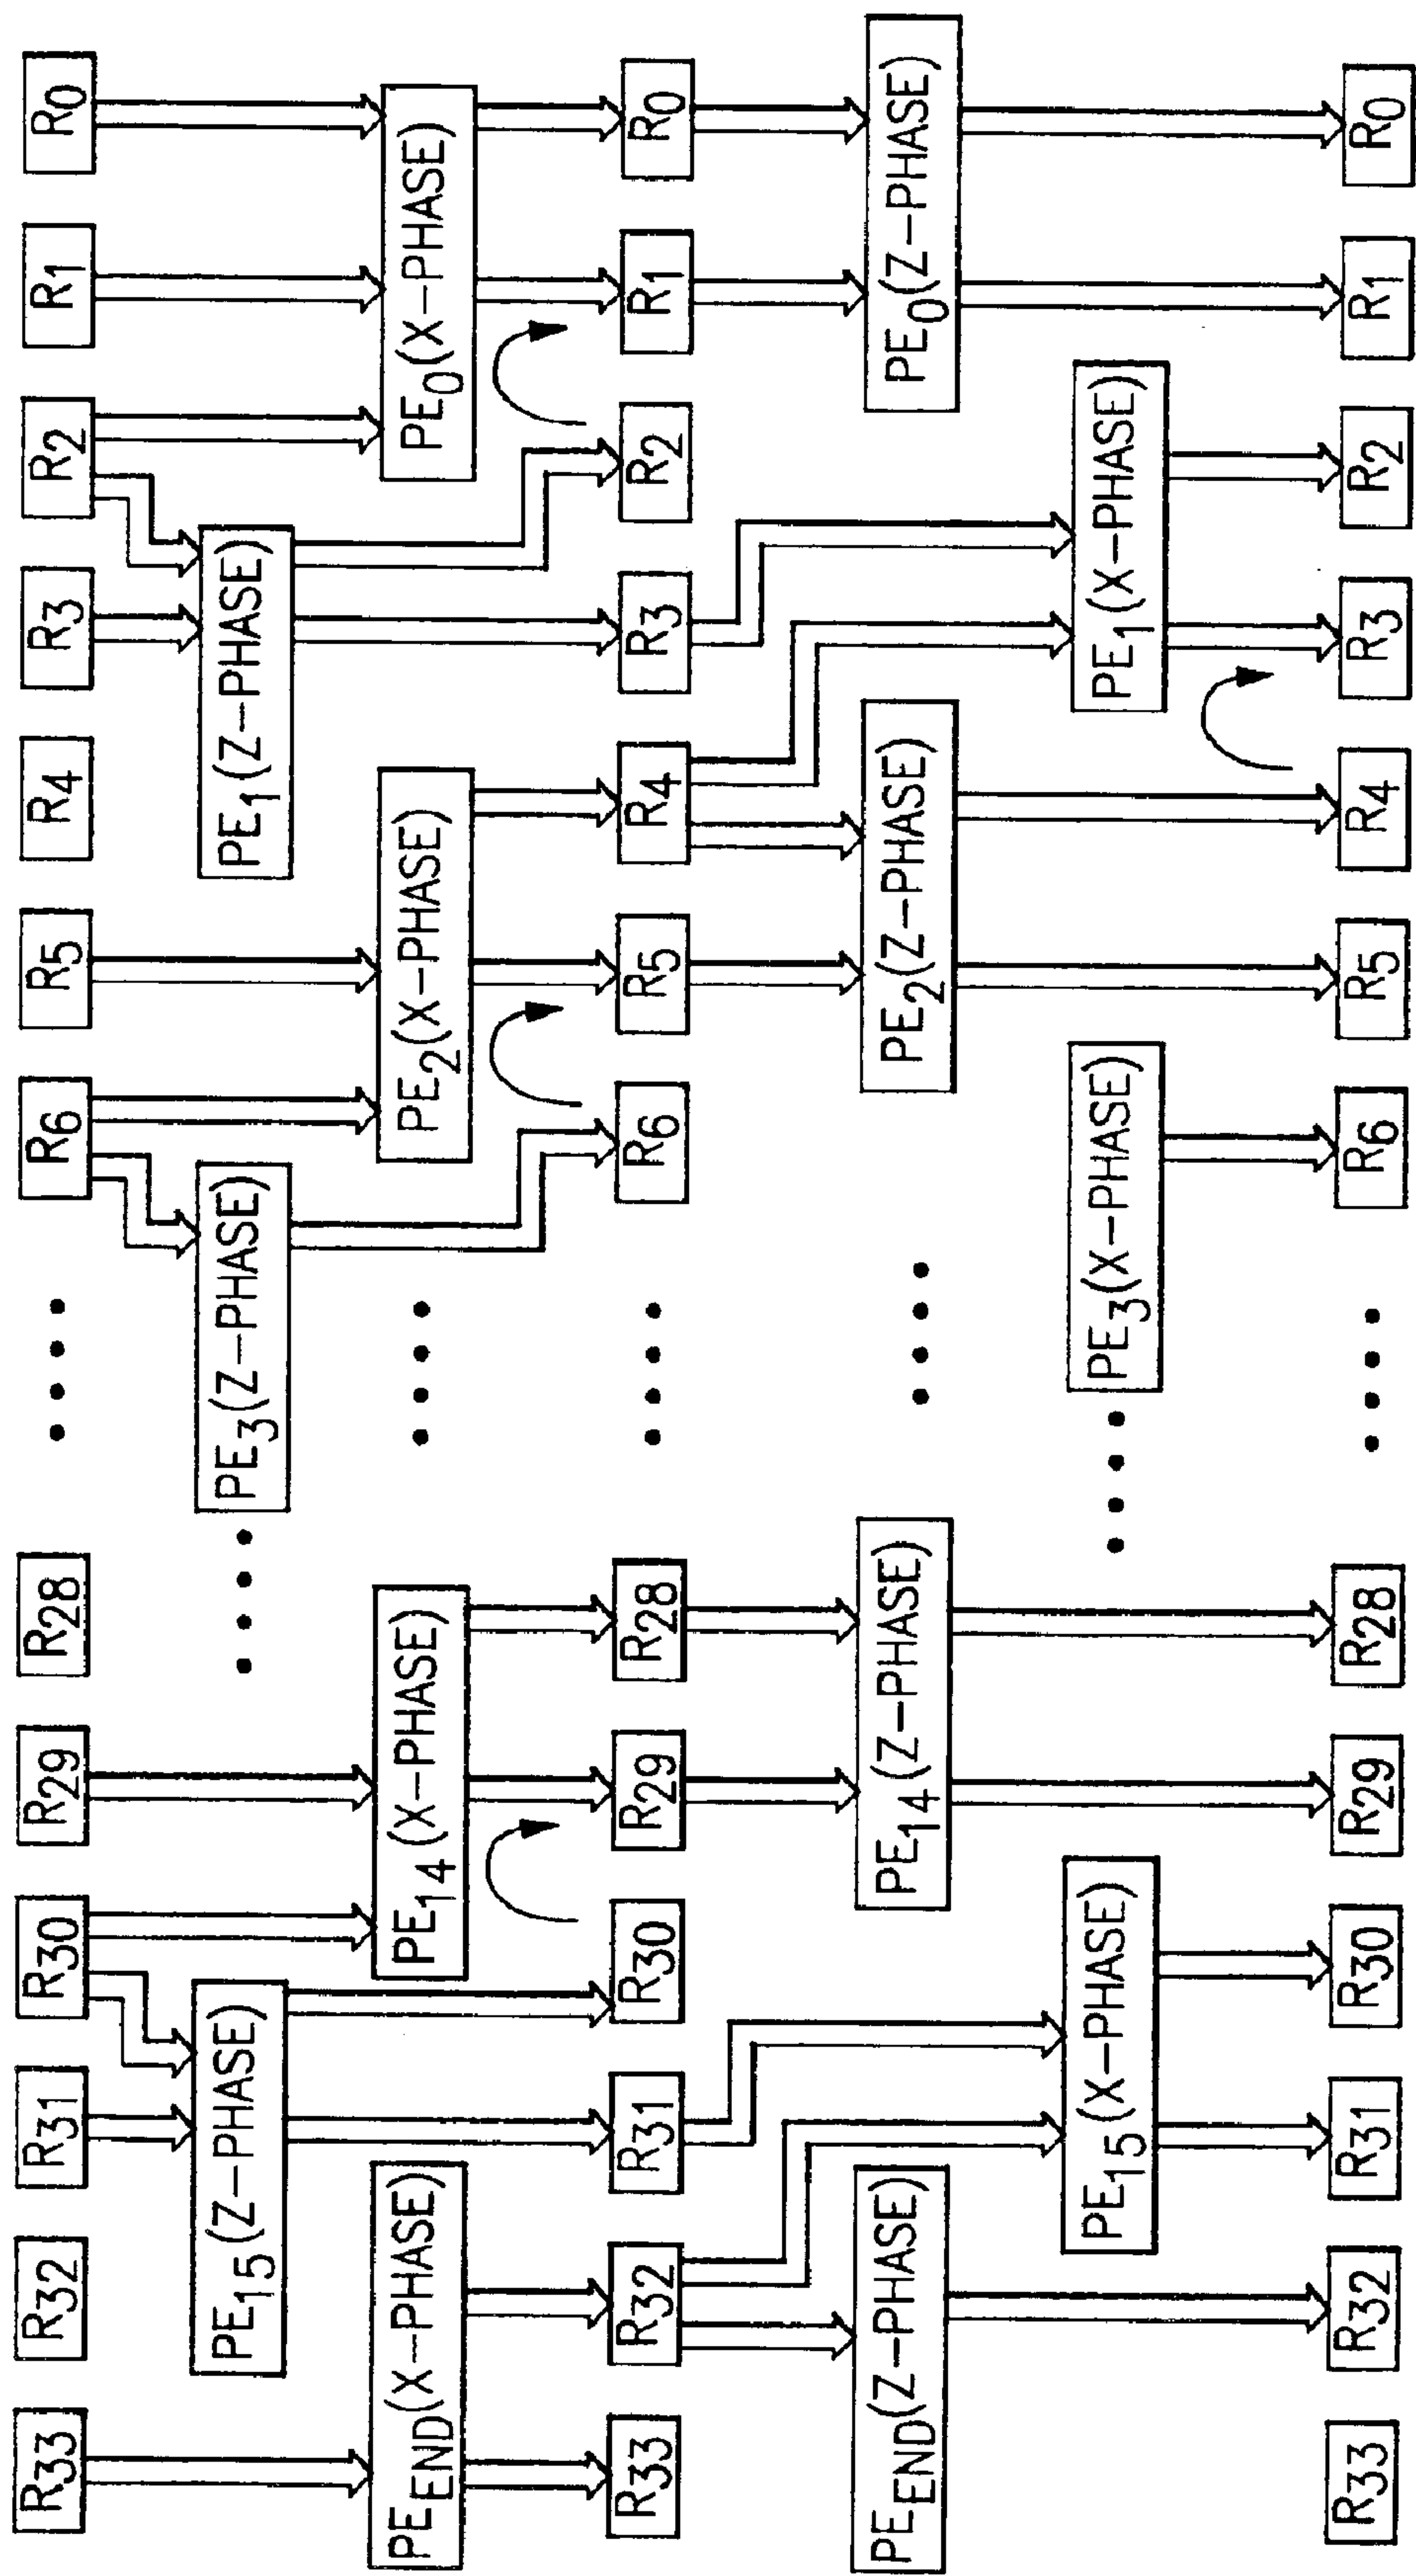 R33 R32 R31 R30 R29 R28 • • • • R6 R5 R4 R3 R2 R1 R0
PE15(Z-PHASE) • • • • PE3(Z-PHASE) PE1(Z-PHASE)
PEEND(X-PHASE) PE14(X-PHASE) • • • • PE2(X-PHASE) PE0(X-PHASE)
R33 R32 R31 R30 R29 R28 • • • • R6 R5 R4 R3 R2 R1 R0
PEEND(Z-PHASE) PE14(Z-PHASE) • • • • PE2(Z-PHASE) PE0(Z-PHASE)
PE15(X-PHASE) • • • • PE3(X-PHASE) PE1(X-PHASE)
R33 R32 R31 R30 R29 R28 • • • • R6 R5 R4 R3 R2 R1 R0